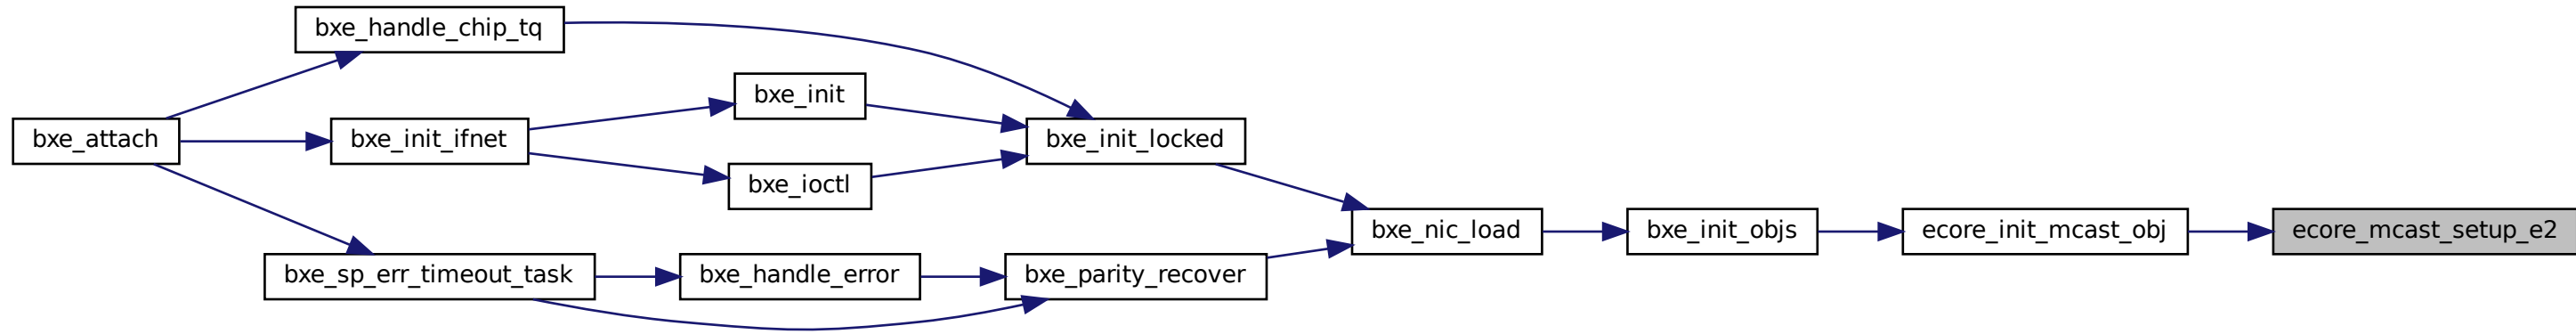 bxe_handle_chip_tq
bxe_init
bxe_attach
bxe_init_ifnet
bxe_init_locked
bxe_ioctl
bxe_nic_load
bxe_init_objs
ecore_init_mcast_obj
ecore_mcast_setup_e2
bxe_sp_err_timeout_task
bxe_handle_error
bxe_parity_recover